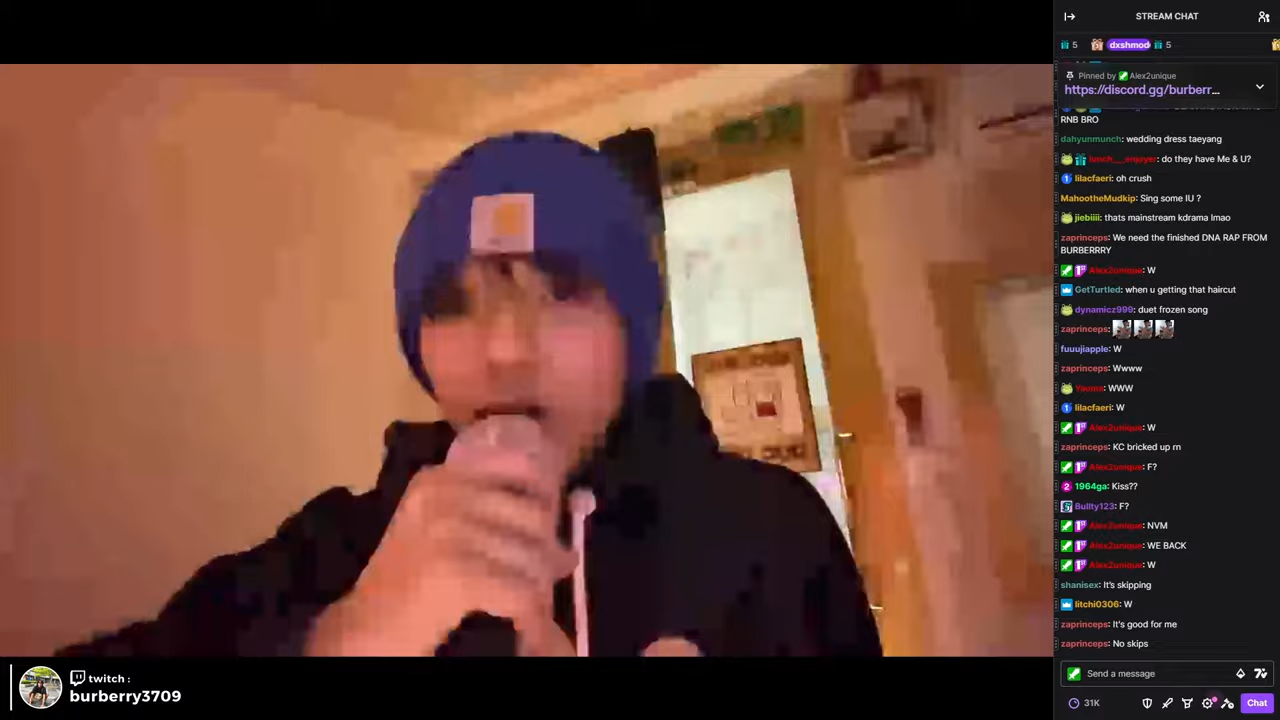 STREAM CHAT
5
dxshmod
5
Pinned by Alex2unique
https://discord.gg/burberr...
RNB BRO
dahyunmunch: wedding dress taeyang
lunch__enjoyer: do they have Me & U?
lilacfaeri: oh crush
MahootheMudkip: Sing some IU ?
jiebiiii: thats mainstream kdrama lmao
zaprinceps: We need the finished DNA RAP FROM
BURBERRRY
Alex2unique: W
GetTurtled: when u getting that haircut
dynamicz999: duet frozen song
zaprinceps:
fuuujiapple: W
zaprinceps: Wwww
Yanna: WWW
lilacfaeri: W
Alex2unique: W
zaprinceps: KC bricked up rn
Alex2unique: F?
1964ga: Kiss??
Bullty123: F?
Alex2unique: NVM
Alex2unique: WE BACK
Alex2unique: W
shanisex: It's skipping
litchi0306: W
zaprinceps: It's good for me
zaprinceps: No skips
Send a message
31K
Chat
twitch :
burberry3709